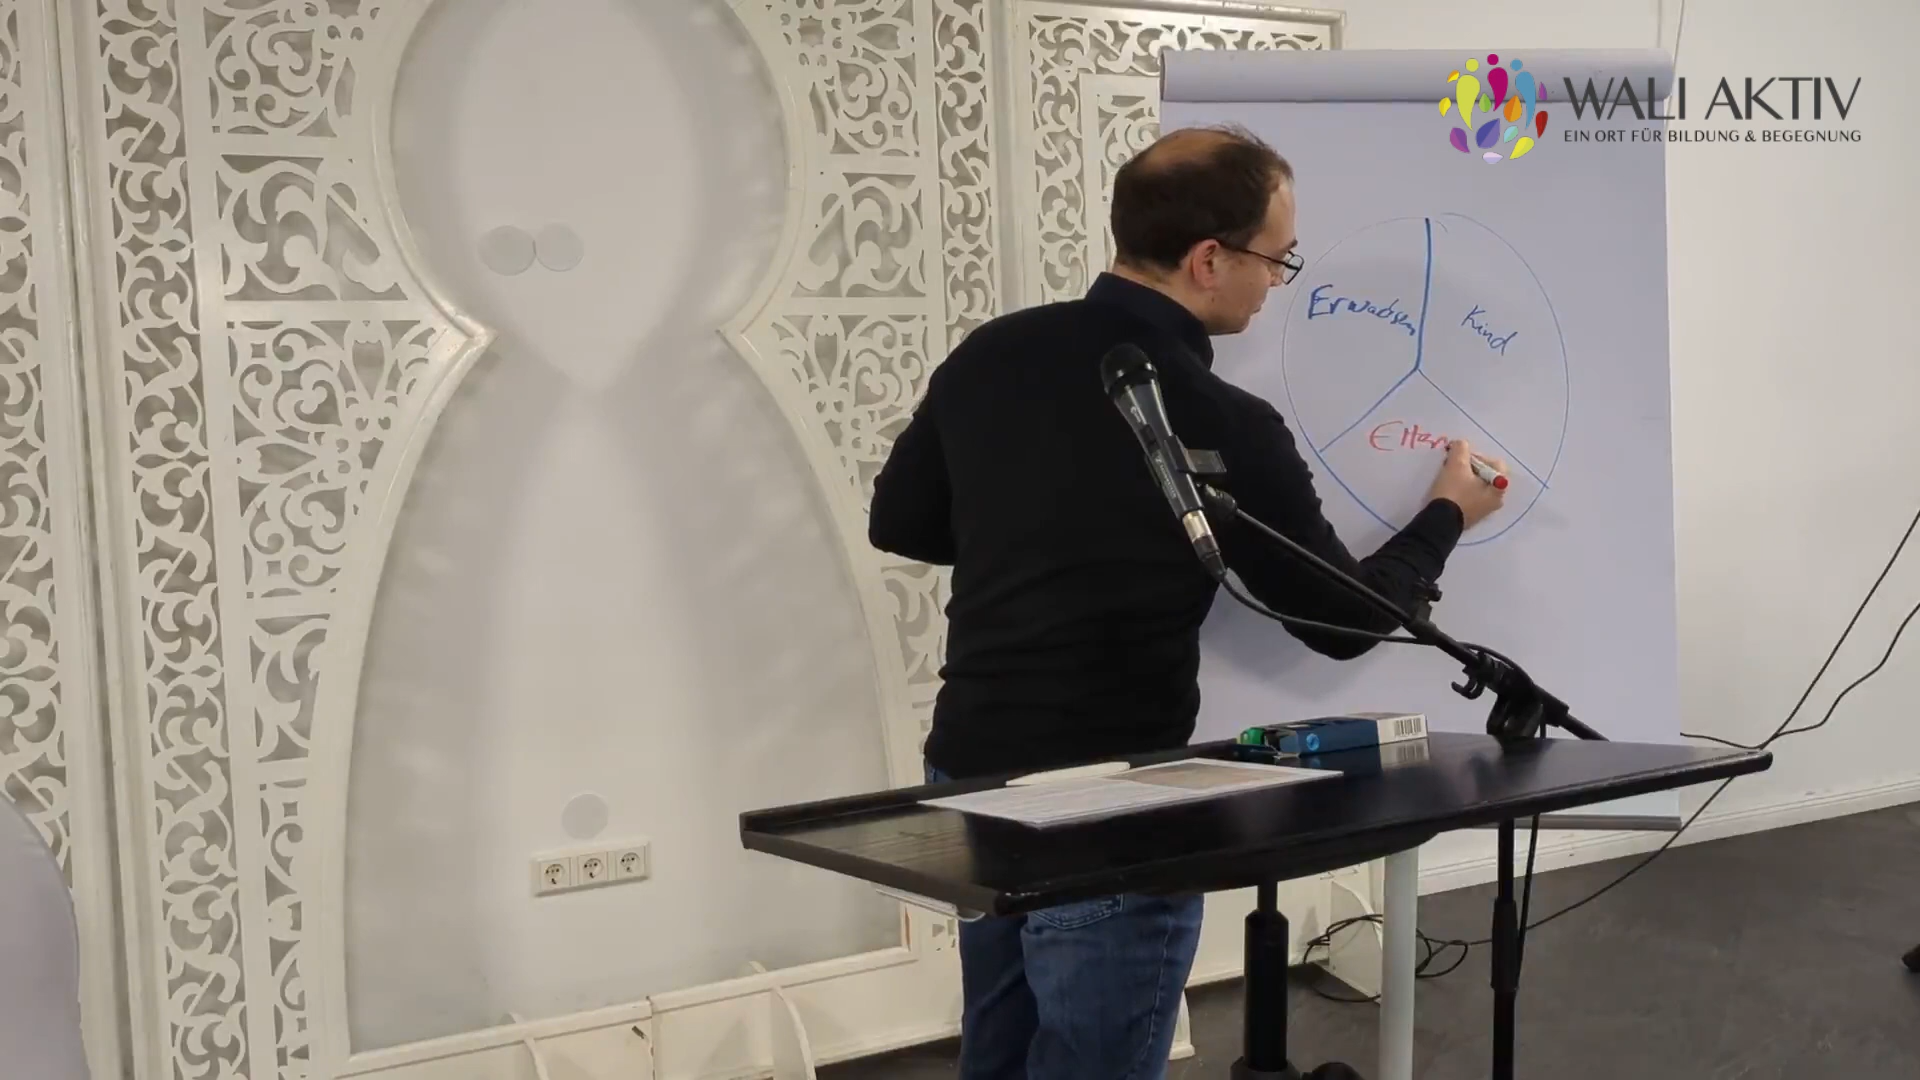 WALI AKTIV
EIN ORT FÜR BILDUNG & BEGEGNUNG
Erwachsen
Kind
Eltern